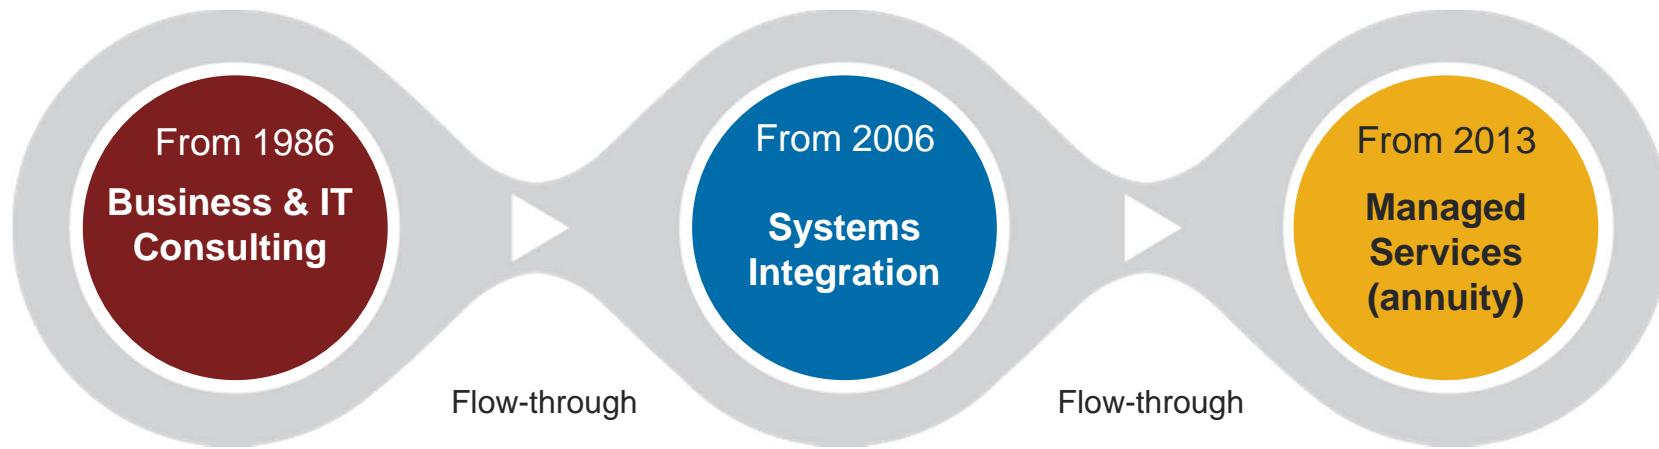 From 1986
Business & IT
Consulting
From 2006
Systems
Integration
From 2013
Managed
Services
(annuity)
Flow-through
Flow-through